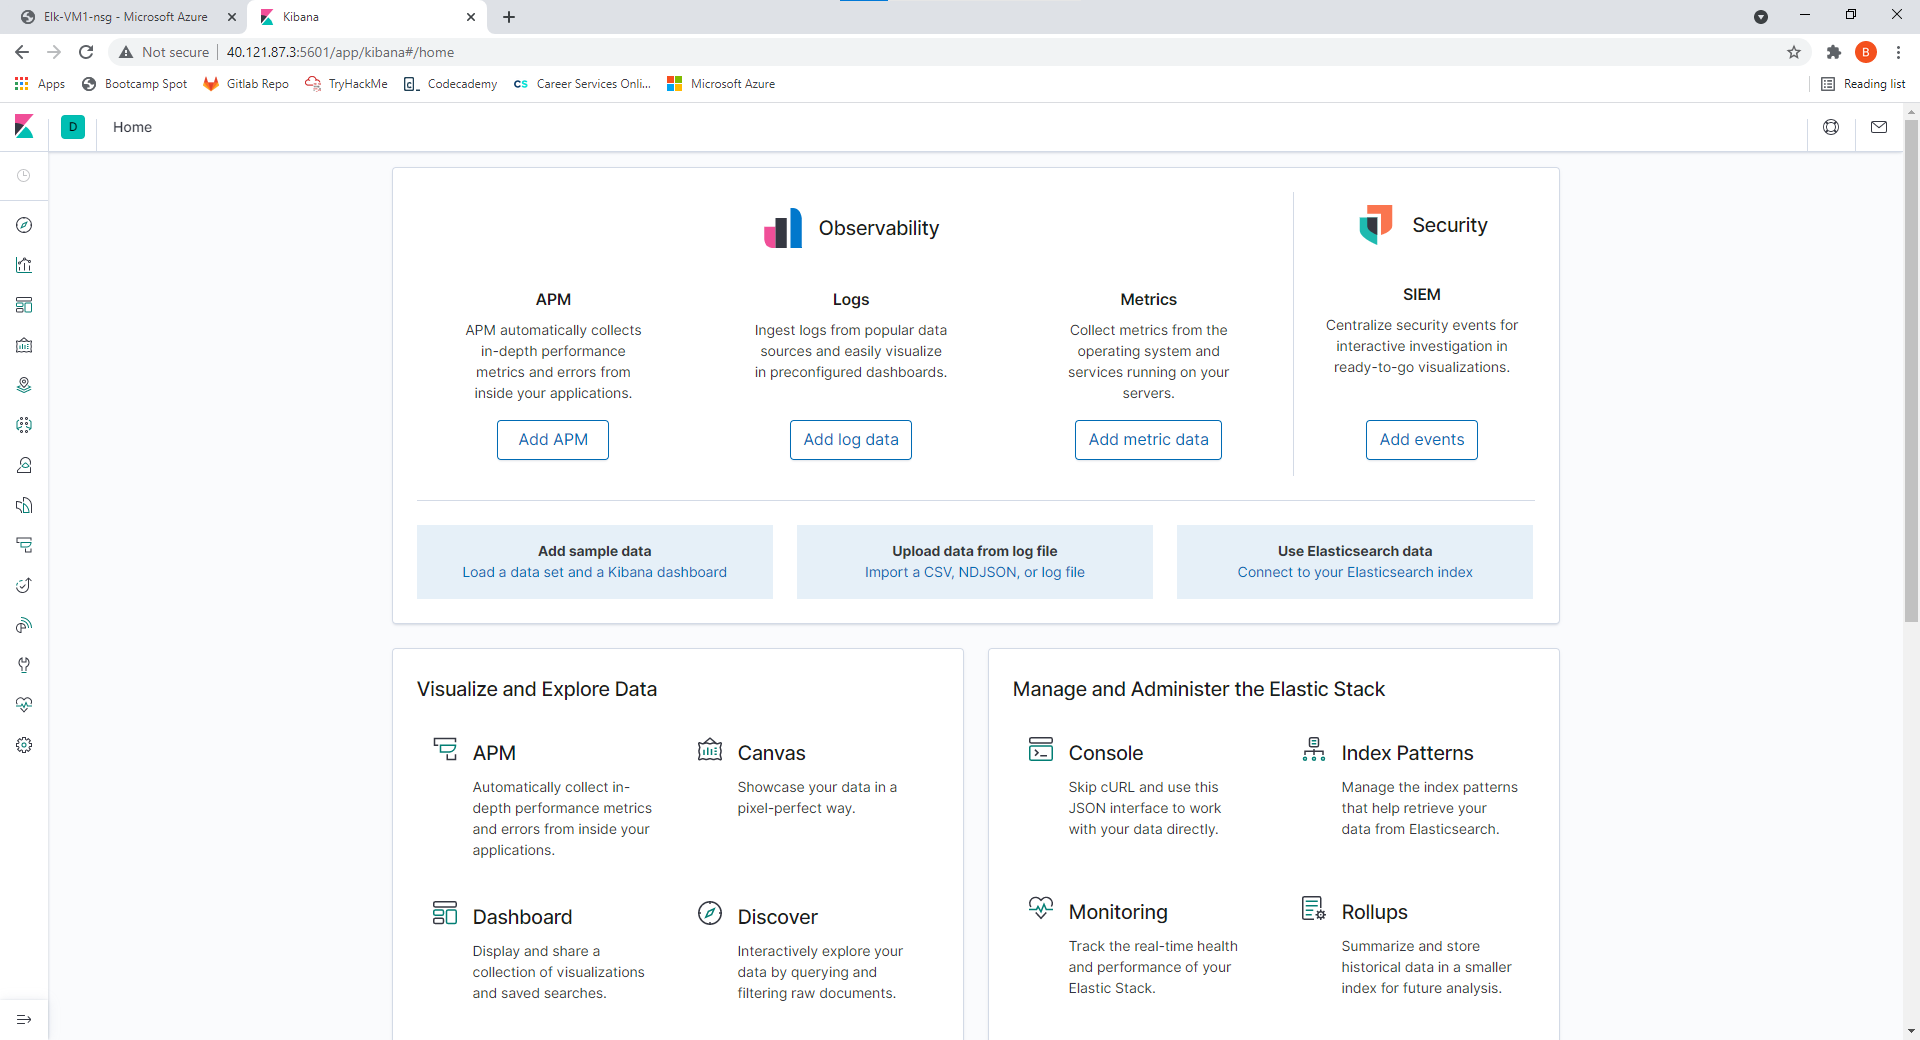 Elk-VM1-nsg - Microsoft Azure
Kibana
Not secure
40.121.87.3:5601/app/kibana#/home
B
Apps
Bootcamp Spot
Gitlab Repo
TryHackMe
Codecademy
CS
Career Services Onli...
Microsoft Azure
Reading list
D
Home
Observability
Security
APM
APM automatically collects
in-depth performance
metrics and errors from
inside your applications.
Add APM
Logs
Ingest logs from popular data
sources and easily visualize
in preconfigured dashboards.
Add log data
Metrics
Collect metrics from the
operating system and
services running on your
servers.
Add metric data
SIEM
Centralize security events for
interactive investigation in
ready-to-go visualizations.
Add events
Add sample data
Load a data set and a Kibana dashboard
Upload data from log file
Import a CSV, NDJSON, or log file
Use Elasticsearch data
Connect to your Elasticsearch index
Visualize and Explore Data
APM
Automatically collect in-
depth performance metrics
and errors from inside your
applications.
Canvas
Showcase your data in a
pixel-perfect way.
Dashboard
Display and share a
collection of visualizations
and saved searches.
Discover
Interactively explore your
data by querying and
filtering raw documents.
Manage and Administer the Elastic Stack
Console
Skip cURL and use this
JSON interface to work
with your data directly.
Index Patterns
Manage the index patterns
that help retrieve your
data from Elasticsearch.
Monitoring
Track the real-time health
and performance of your
Elastic Stack.
Rollups
Summarize and store
historical data in a smaller
index for future analysis.